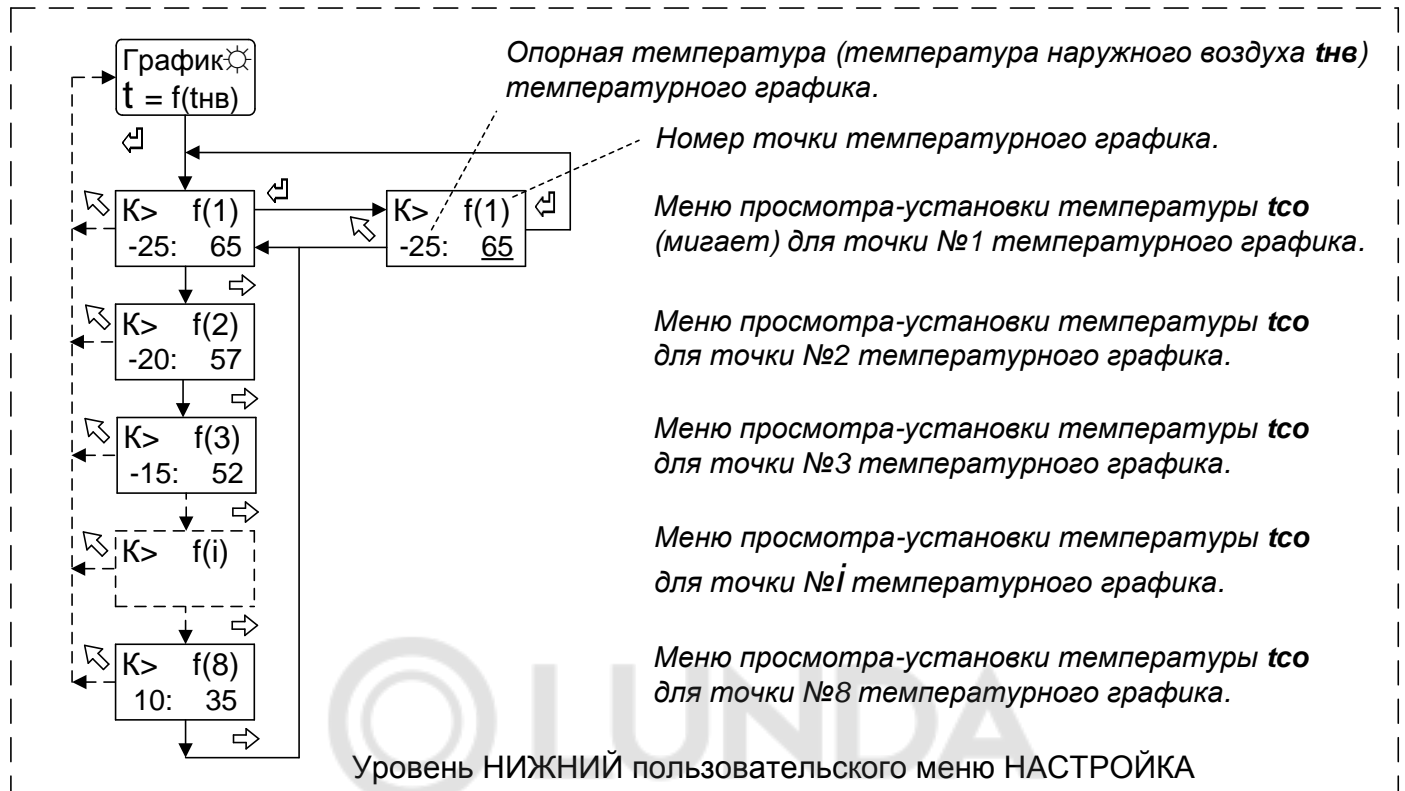 График☼
t = f(tнв)
Опорная температура (температура наружного воздуха tнв)
температурного графика.
Номер точки температурного графика.
К> f(1)
-25: 65
К> f(1)
-25: 65
Меню просмотра-установки температуры tсо
(мигает) для точки №1 температурного графика.
К> f(2)
-20: 57
Меню просмотра-установки температуры tсо
для точки №2 температурного графика.
К> f(3)
-15: 52
Меню просмотра-установки температуры tсо
для точки №3 температурного графика.
К> f(i)
Меню просмотра-установки температуры tсо
для точки №i температурного графика.
К> f(8)
10: 35
Меню просмотра-установки температуры tсо
для точки №8 температурного графика.
LUNDA
Уровень НИЖНИЙ пользовательского меню НАСТРОЙКА